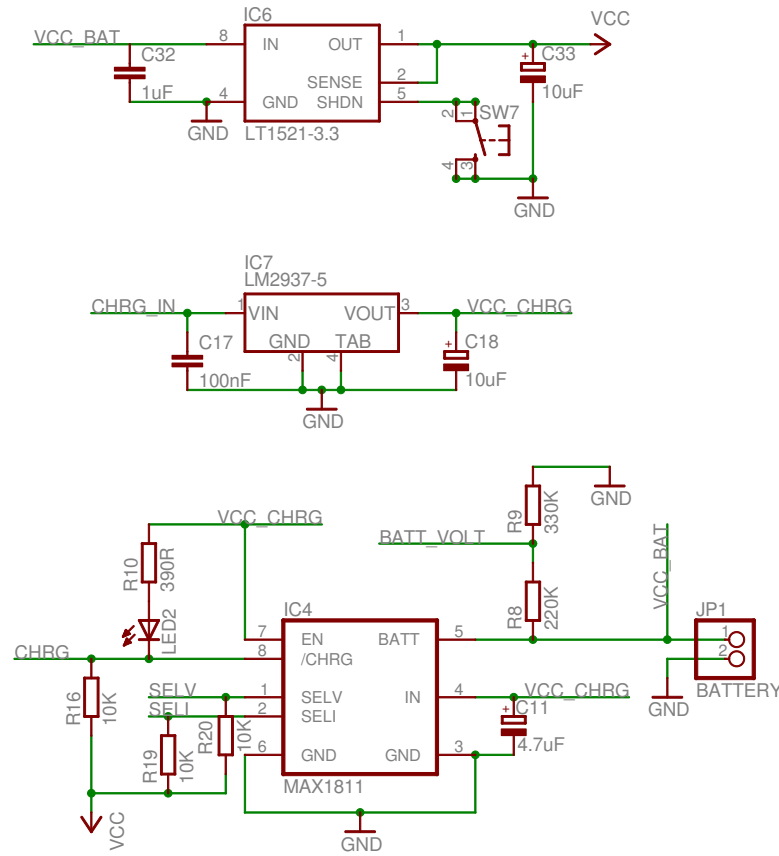 IC6
VCC_BAT
8
IN
OUT
1
VCC
C32
1uF
SENSE
2
C33
10uF
4
GND
SHDN
5
GND
LT1521-3.3
2
1
SW7
4
3
GND
IC7
LM2937-5
CHRG_IN
1
VIN
VOUT
3
VCC_CHRG
C17
100nF
GND
TAB
2
4
C18
10uF
GND
R9
330K
GND
VCC_CHRG
BATT_VOLT
R10
390R
VCC_BAT
R8
220K
LED2
IC4
JP1
7
EN
BATT
5
1
CHRG
8
/CHRG
2
R16
10K
SELV
1
SELV
IN
4
VCC_CHRG
GND
BATTERY
SELI
2
SELI
C11
4.7uF
R19
10K
R20
10K
6
GND
GND
3
MAX1811
VCC
GND